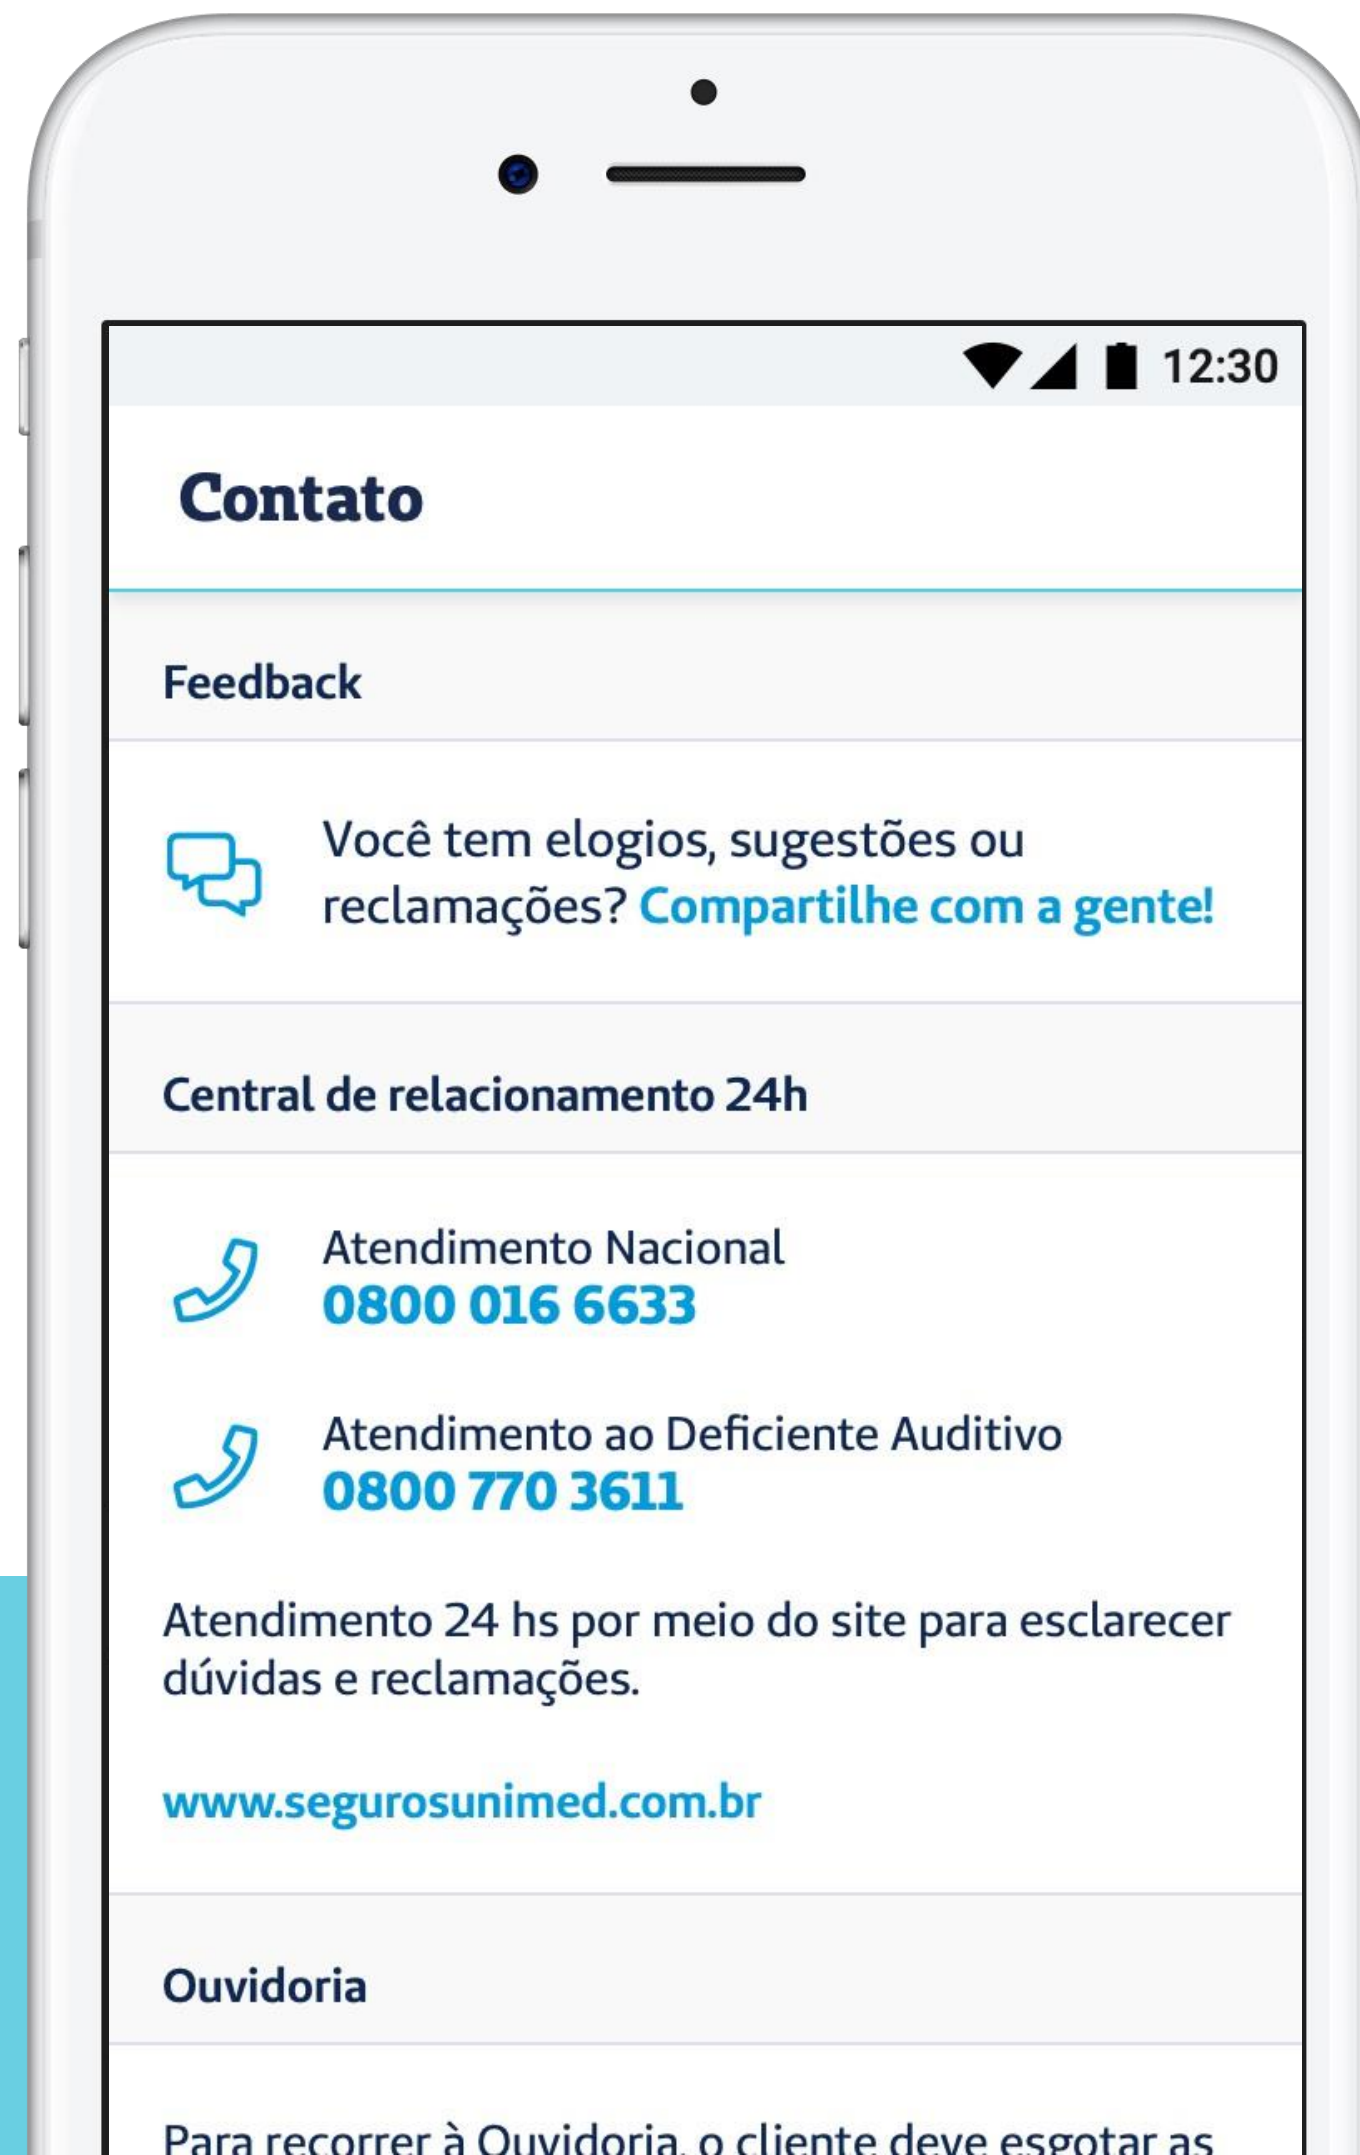 12:30
Contato
Feedback
Você tem elogios, sugestões ou
reclamações? Compartilhe com a gente!
Central de relacionamento 24h
Atendimento Nacional
0800 016 6633
Atendimento ao Deficiente Auditivo
0800 770 3611
Atendimento 24 hs por meio do site para esclarecer
dúvidas e reclamações.
www.segurosunimed.com.br
Ouvidoria
Para recorrer à Ouvidoria, o cliente deve esgotar as